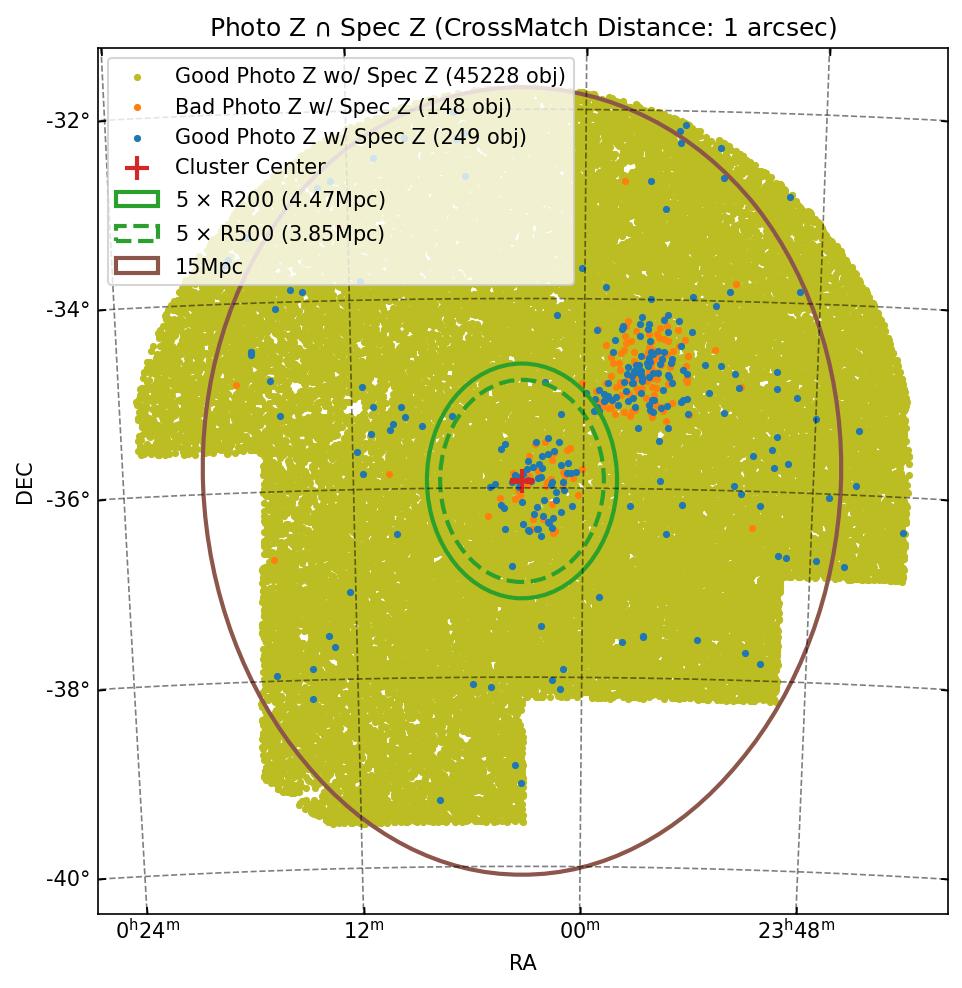 Photo Z ∩ Spec Z (CrossMatch Distance: 1 arcsec)
Good Photo Z wo/ Spec Z (45228 obj)
Bad Photo Z w/ Spec Z (148 obj)
Good Photo Z w/ Spec Z (249 obj)
Cluster Center
5 × R200 (4.47Mpc)
5 × R500 (3.85Mpc)
15Mpc
-32°
-34°
-36°
-38°
-40°
DEC
0ʰ24ᵐ 12ᵐ 00ᵐ 23ʰ48ᵐ
RA